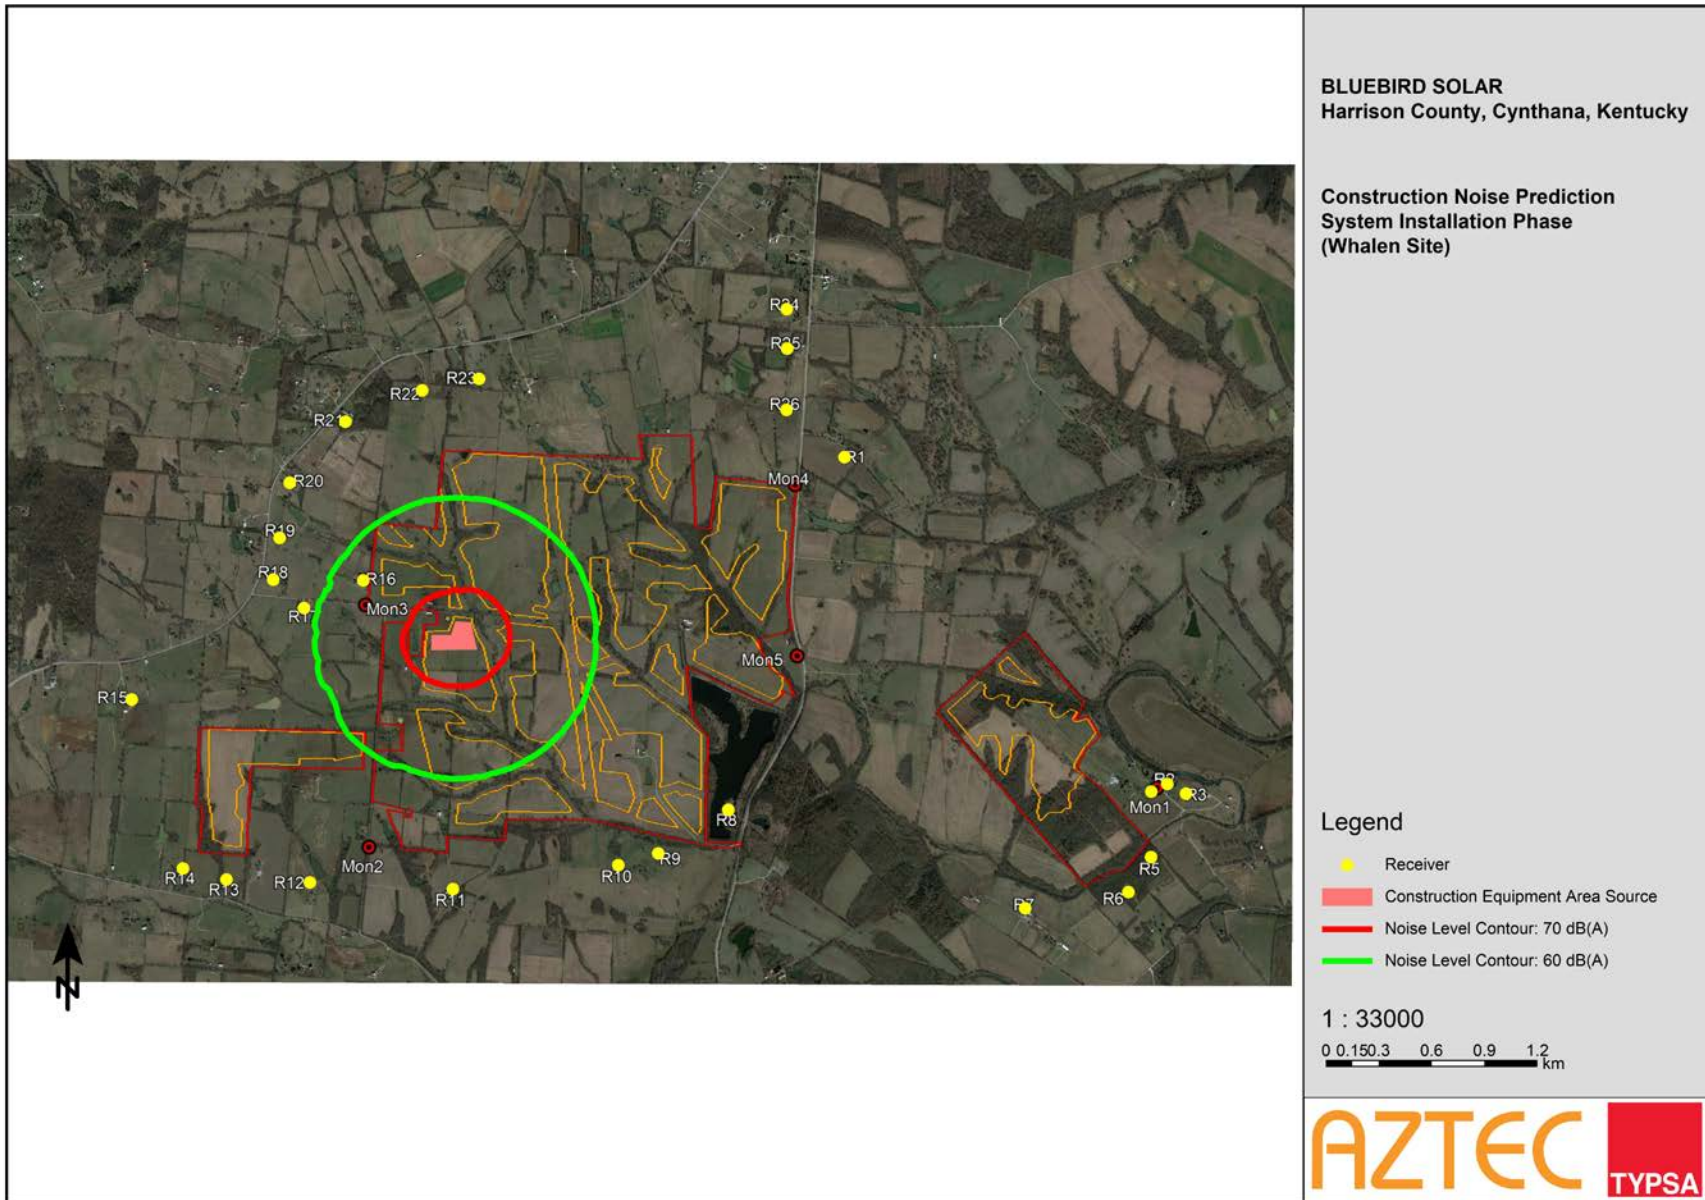 BLUEBIRD SOLAR
Harrison County, Cynthana, Kentucky
Construction Noise Prediction
System Installation Phase
(Whalen Site)
R24
R25
R23
R22
R26
R21
R1
R20
Mon4
R19
R18
R16
Mon3
Mon5
R15
R2
R3
Mon1
R8
R9
Mon2
R10
R5
R14
R13
R12
R11
R6
R7
N
Legend
Receiver
Construction Equipment Area Source
Noise Level Contour: 70 dB(A)
Noise Level Contour: 60 dB(A)
1 : 33000
0 0.15 0.3 0.6 0.9 1.2
km
AZTEC
TYPSA